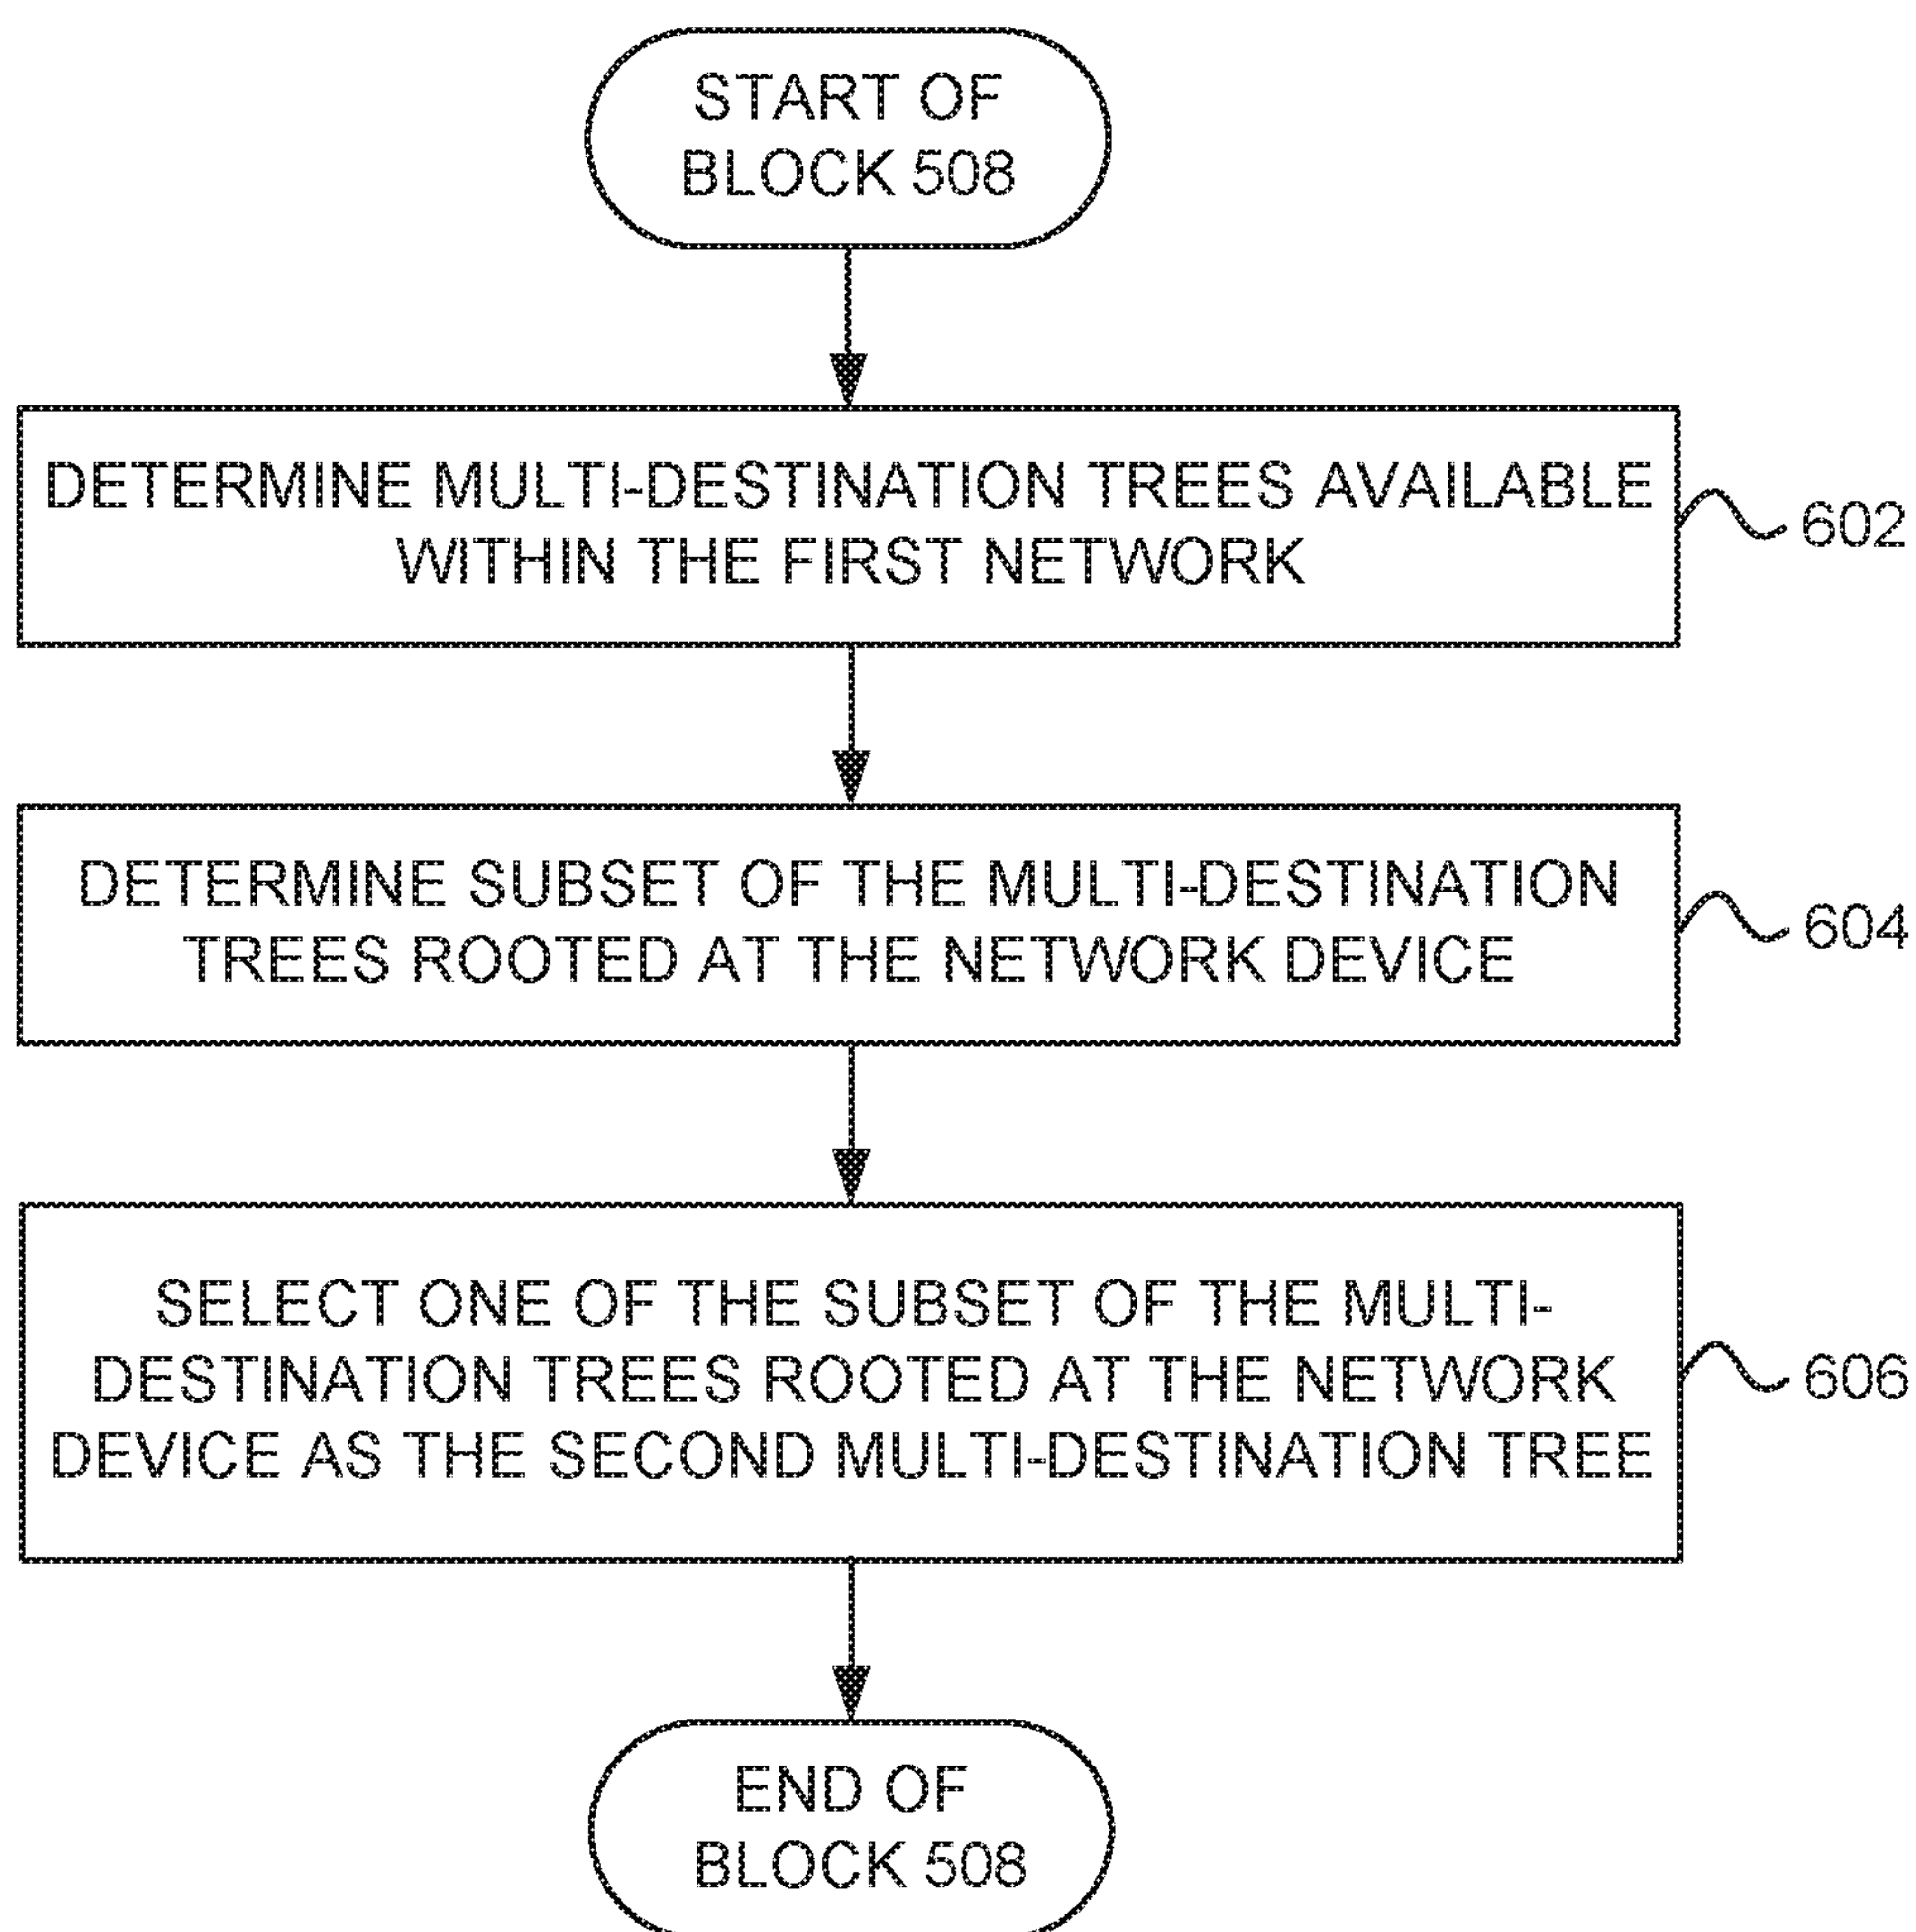 START OF
BLOCK 508
DETERMINE MULTI-DESTINATION TREES AVAILABLE
WITHIN THE FIRST NETWORK
602
DETERMINE SUBSET OF THE MULTI-DESTINATION
TREES ROOTED AT THE NETWORK DEVICE
604
SELECT ONE OF THE SUBSET OF THE MULTI-
DESTINATION TREES ROOTED AT THE NETWORK
DEVICE AS THE SECOND MULTI-DESTINATION TREE
606
END OF
BLOCK 508